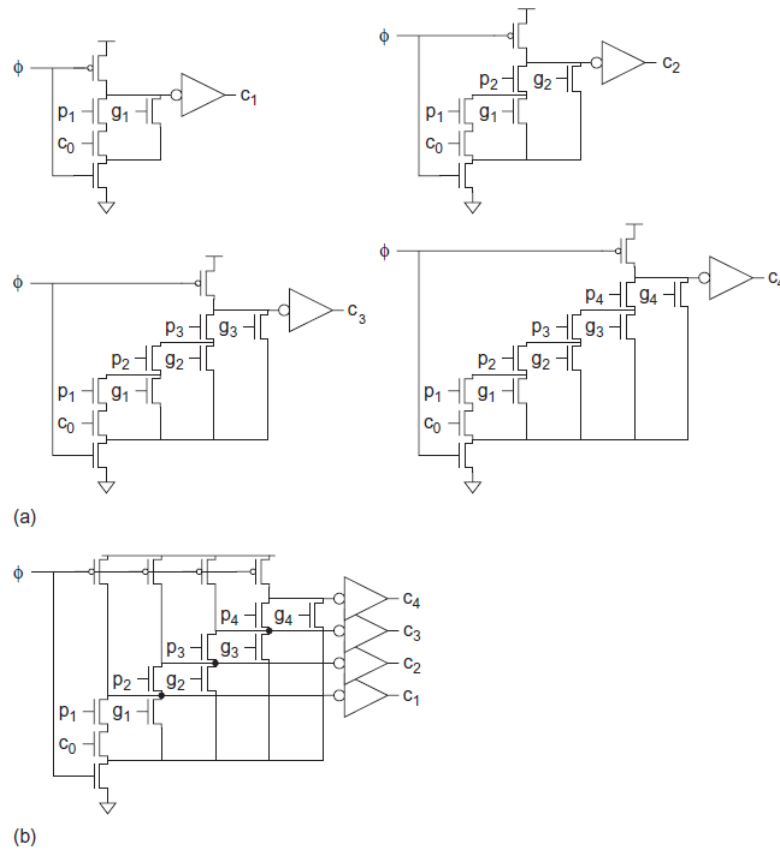 ϕ
p₁ g₁ c₁
c₀
ϕ
p₂ g₂ c₂
p₁ g₁
c₀
ϕ
p₃ g₃ c₃
p₂ g₂
p₁ g₁
c₀
ϕ
p₄ g₄ c₄
p₃ g₃
p₂ g₂
p₁ g₁
c₀
(a)
ϕ
p₄ g₄ c₄
p₃ g₃ c₃
p₂ g₂ c₂
p₁ g₁ c₁
c₀
(b)